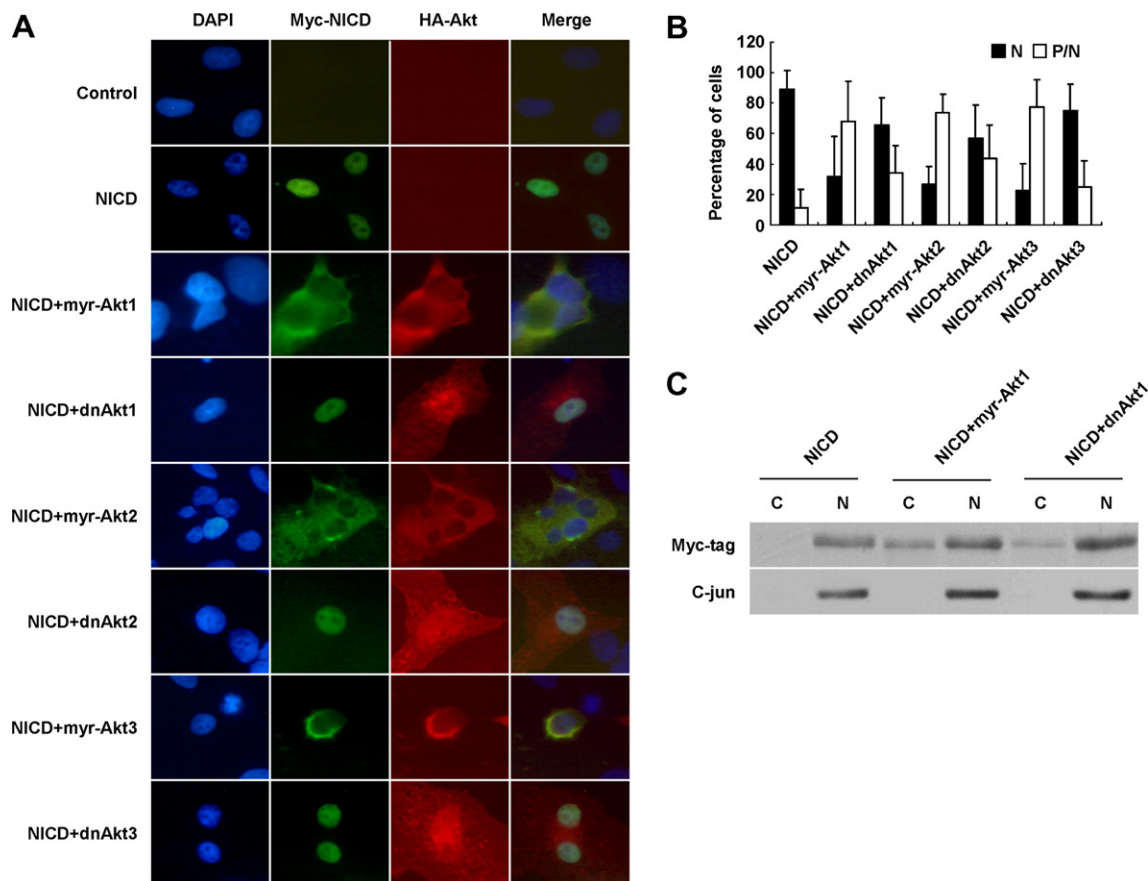 A
DAPI Myc-NICD HA-Akt Merge
Control
NICD
NICD+myr-Akt1
NICD+dnAkt1
NICD+myr-Akt2
NICD+dnAkt2
NICD+myr-Akt3
NICD+dnAkt3
B
N P/N
Percentage of cells
120
100
80
60
40
20
0
NICD
NICD+myr-Akt1
NICD+dnAkt1
NICD+myr-Akt2
NICD+dnAkt2
NICD+myr-Akt3
NICD+dnAkt3
C
NICD NICD+myr-Akt1 NICD+dnAkt1
C N C N C N
Myc-tag
C-jun